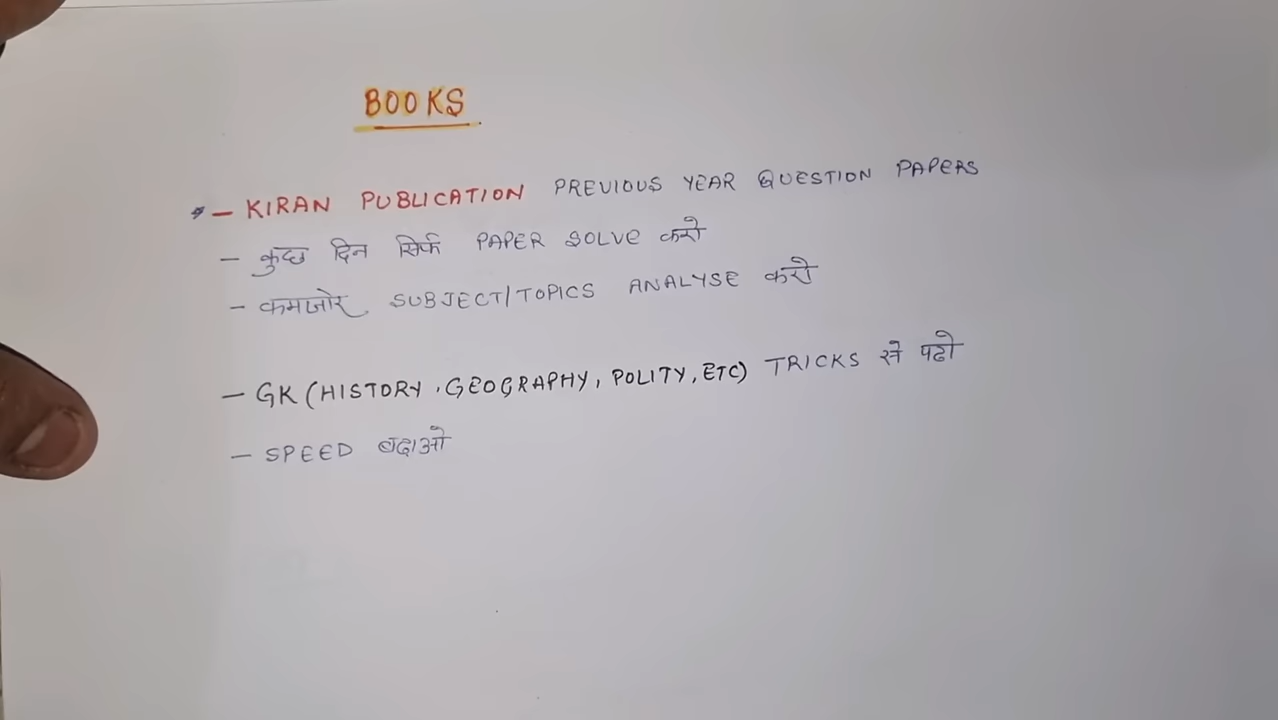 BOOKS
* – KIRAN PUBLICATION PREVIOUS YEAR QUESTION PAPERS
– कुछ दिन सिर्फ PAPER SOLVE करो
– कमजोर SUBJECT/TOPICS ANALYSE करो
– GK (HISTORY, GEOGRAPHY, POLITY, ETC) TRICKS से पढो
– SPEED बढाओ